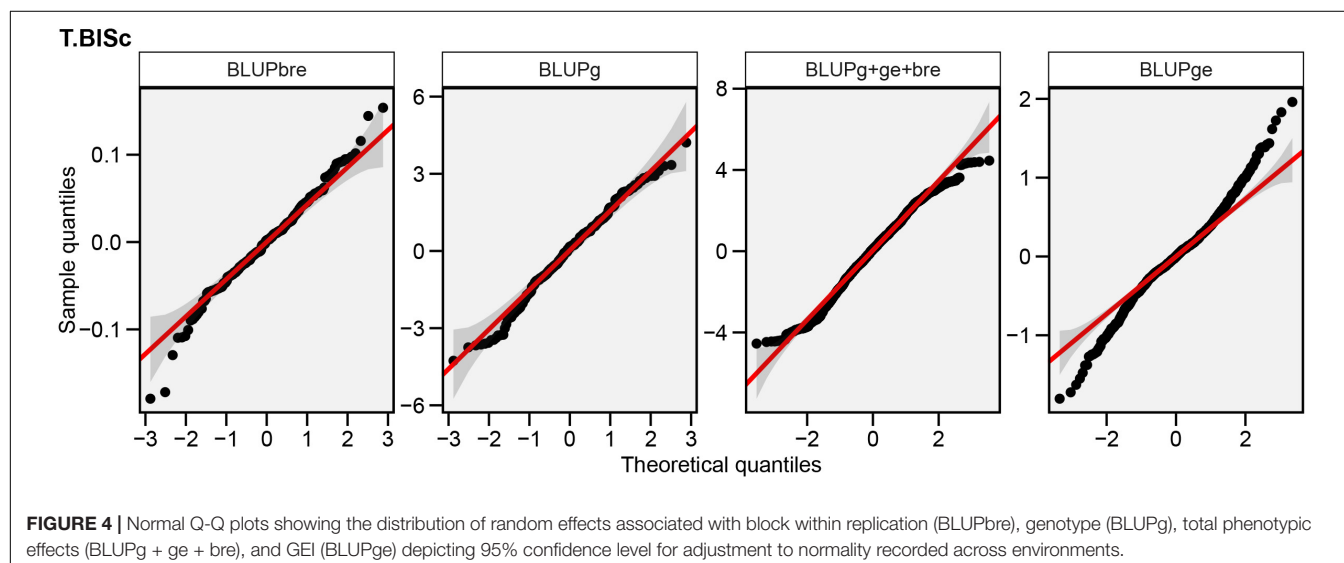 T.BISc
BLUPbre
BLUPg
BLUPg+ge+bre
BLUPge
Sample quantiles
0.1
0.0
−0.1
−3 −2 −1 0 1 2 3
6
3
0
−3
−6
−3 −2 −1 0 1 2 3
8
4
0
−4
−2 0 2
2
1
0
−1
−2 0 2
Theoretical quantiles
FIGURE 4 | Normal Q-Q plots showing the distribution of random effects associated with block within replication (BLUPbre), genotype (BLUPg), total phenotypic
effects (BLUPg + ge + bre), and GEI (BLUPge) depicting 95% confidence level for adjustment to normality recorded across environments.